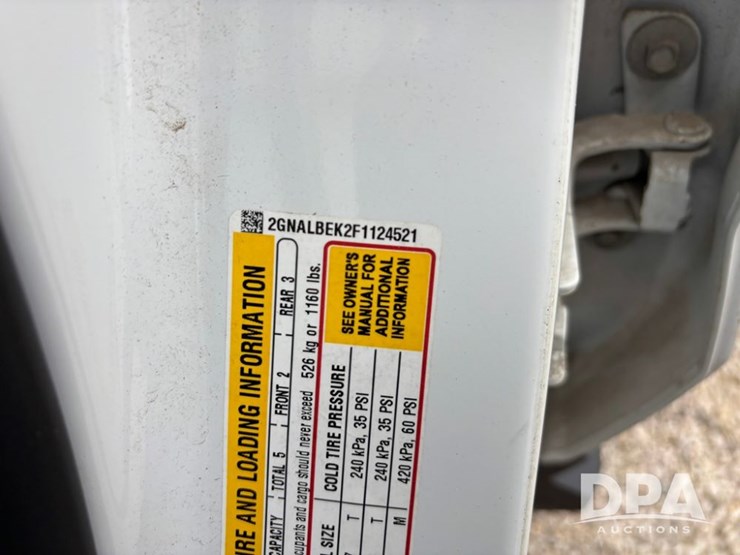 2GNALBEK2F1124521
IRE AND LOADING INFORMATION
CAPACITY TOTAL 5 FRONT 2 REAR 3
cupants and cargo should never exceed 526 kg or 1160 lbs.
SIZE COLD TIRE PRESSURE
SEE OWNER'S
MANUAL FOR
ADDITIONAL
INFORMATION
T 240 kPa, 35 PSI
T 240 kPa, 35 PSI
M 420 kPa, 60 PSI
DPA
AUCTIONS